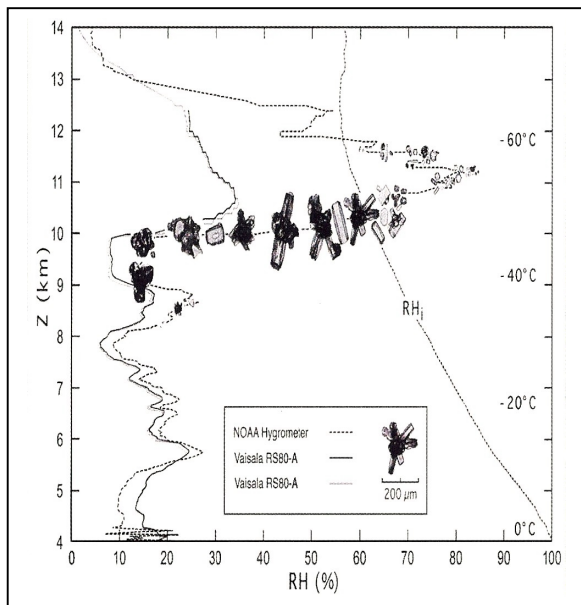 14
13
12
11
10
9
8
7
6
5
4
Z (km)
-60°C
-40°C
-20°C
0°C
RHi
NOAA Hygrometer
Vaisala RS80-A
Vaisala RS80-A
200 µm
0 10 20 30 40 50 60 70 80 90 100
RH (%)